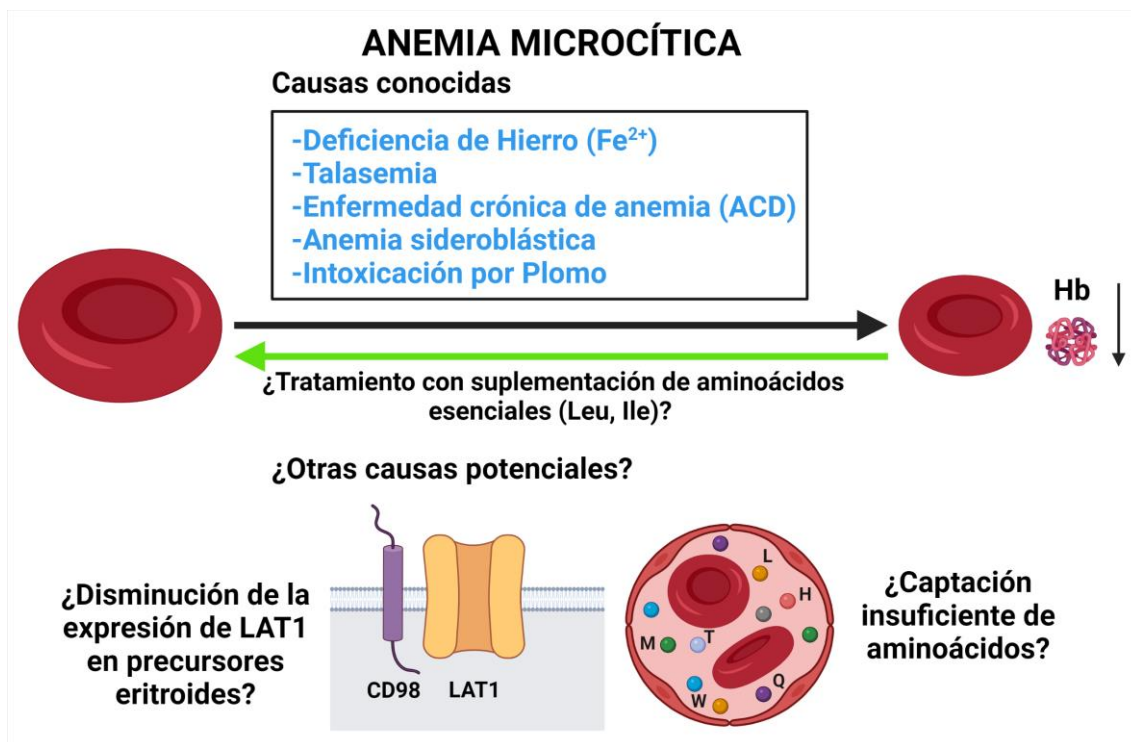 ANEMIA MICROCÍTICA
Causas conocidas
-Deficiencia de Hierro (Fe²⁺)
-Talasemia
-Enfermedad crónica de anemia (ACD)
-Anemia sideroblástica
-Intoxicación por Plomo
Hb
¿Tratamiento con suplementación de aminoácidos
esenciales (Leu, Ile)?
¿Otras causas potenciales?
¿Disminución de la
expresión de LAT1
en precursores
eritroides?
CD98
LAT1
L
H
M
T
Q
W
¿Captación
insuficiente de
aminoácidos?